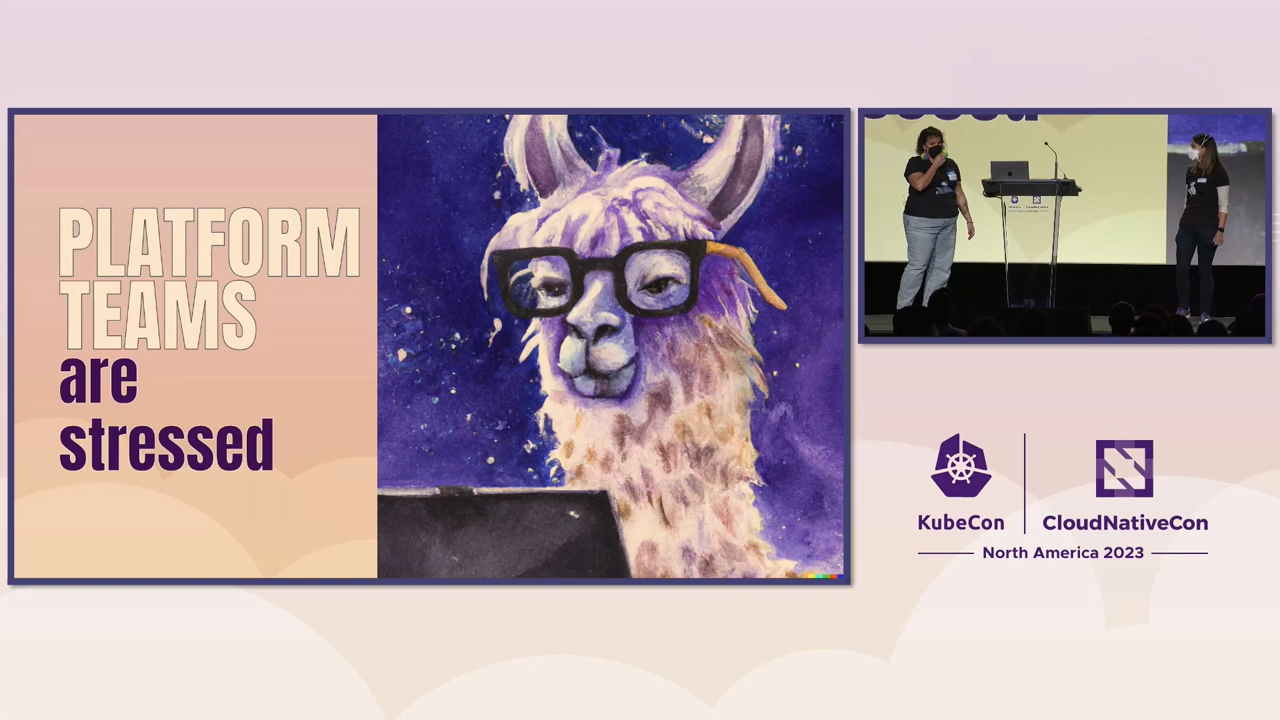 PLATFORM
TEAMS
are
stressed
KubeCon
CloudNativeCon
North America 2023